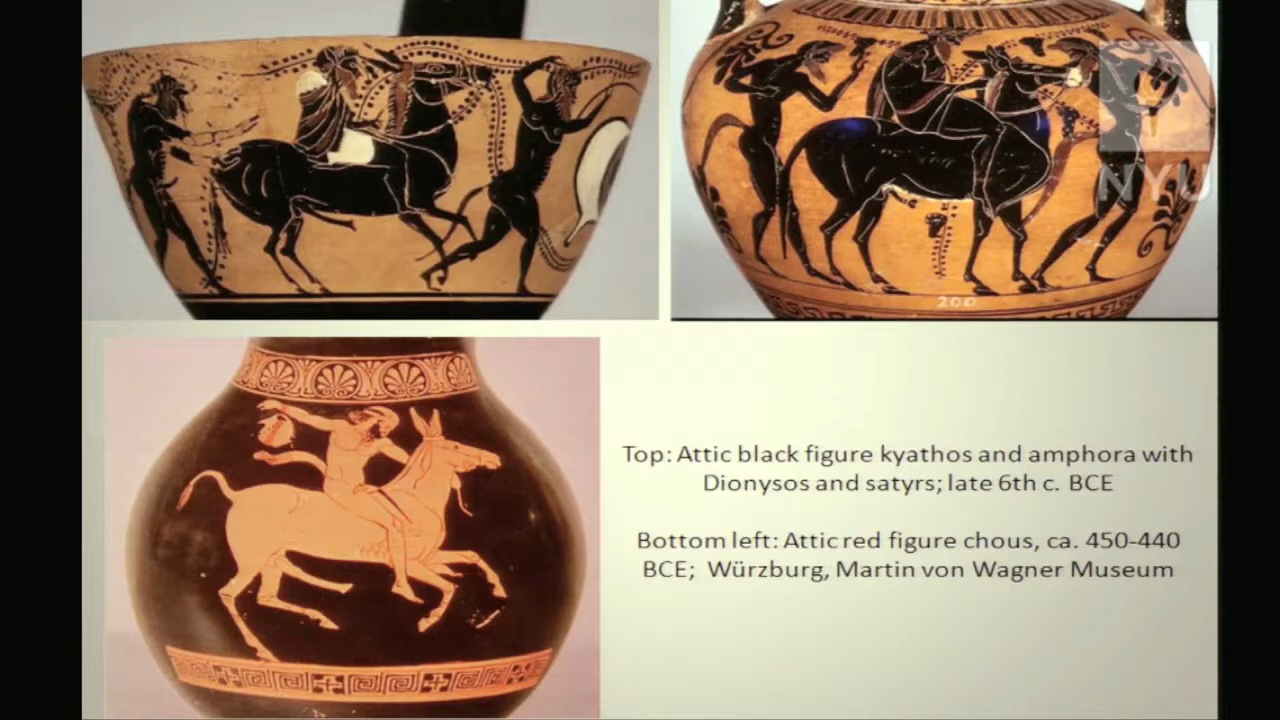 NYU
200
Top: Attic black figure kyathos and amphora with
Dionysos and satyrs; late 6th c. BCE
Bottom left: Attic red figure chous, ca. 450-440
BCE; Würzburg, Martin von Wagner Museum